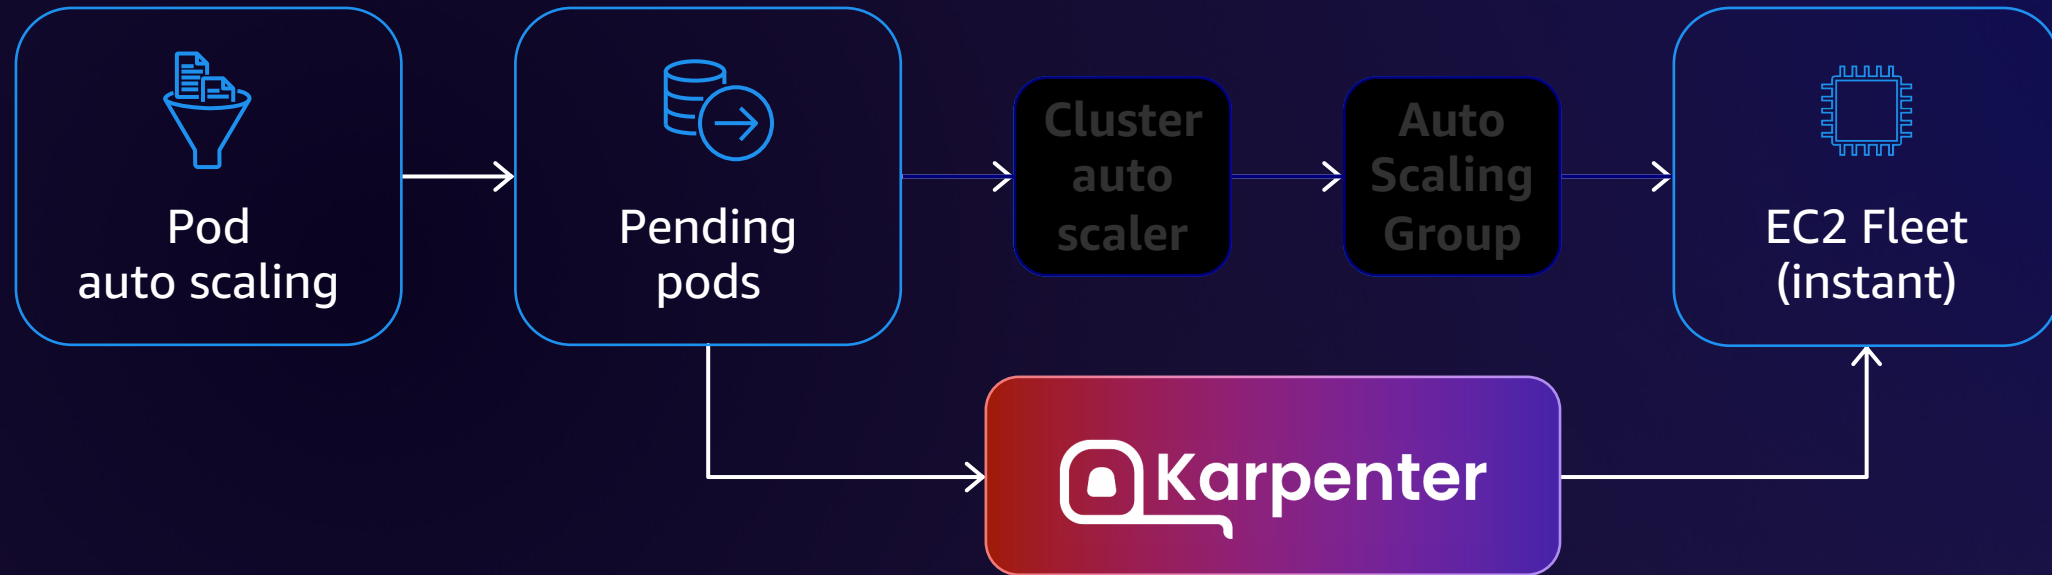 Pod
auto scaling
Pending
pods
Cluster
auto
scaler
Auto
Scaling
Group
EC2 Fleet
(instant)
Karpenter